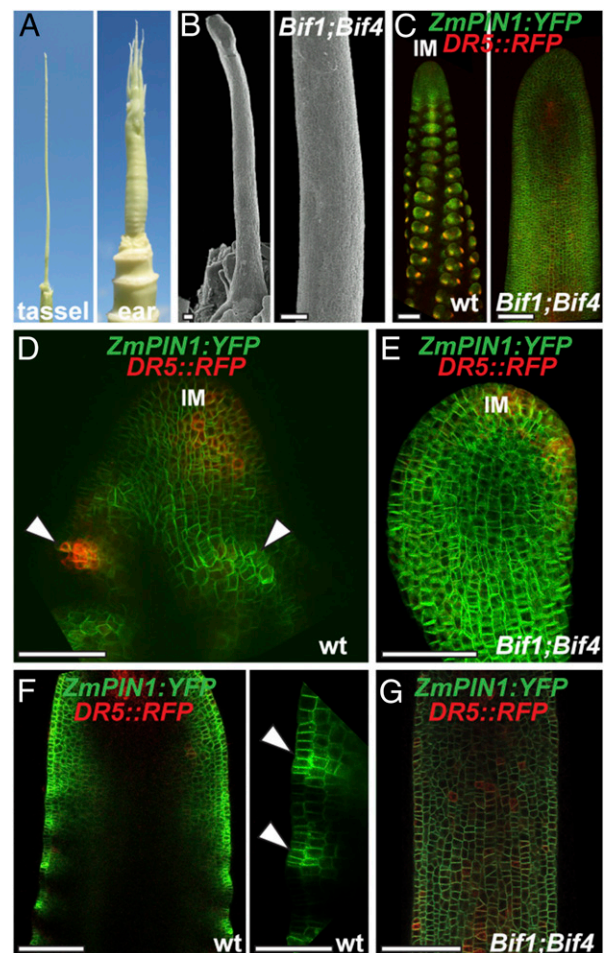 A
tassel
ear
B
Bif1;Bif4
C
ZmPIN1:YFP
DR5::RFP
IM
wt
Bif1;Bif4
D
ZmPIN1:YFP
DR5::RFP
IM
wt
E
ZmPIN1:YFP
DR5::RFP
IM
Bif1;Bif4
F
ZmPIN1:YFP
DR5::RFP
wt
wt
G
ZmPIN1:YFP
DR5::RFP
Bif1;Bif4